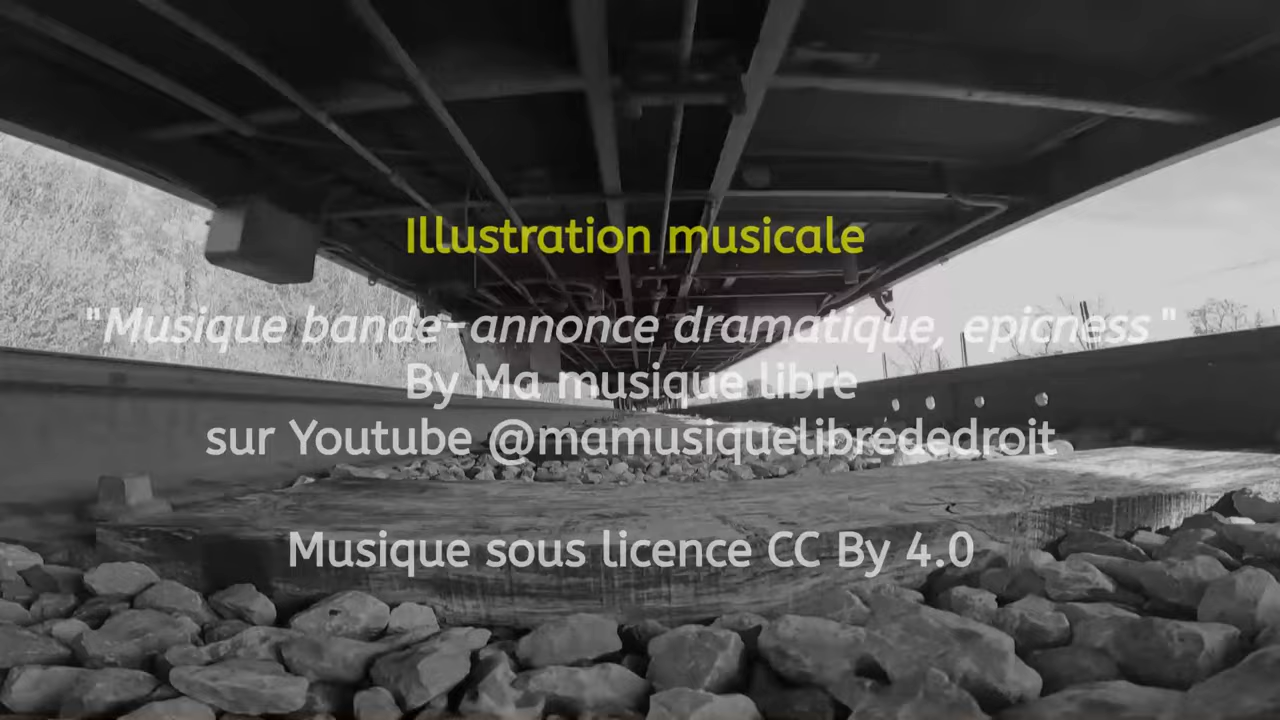 Illustration musicale
"Musique bande-annonce dramatique, epicness"
By Ma musique libre
sur Youtube @mamusiquelibrededroit
Musique sous licence CC By 4.0